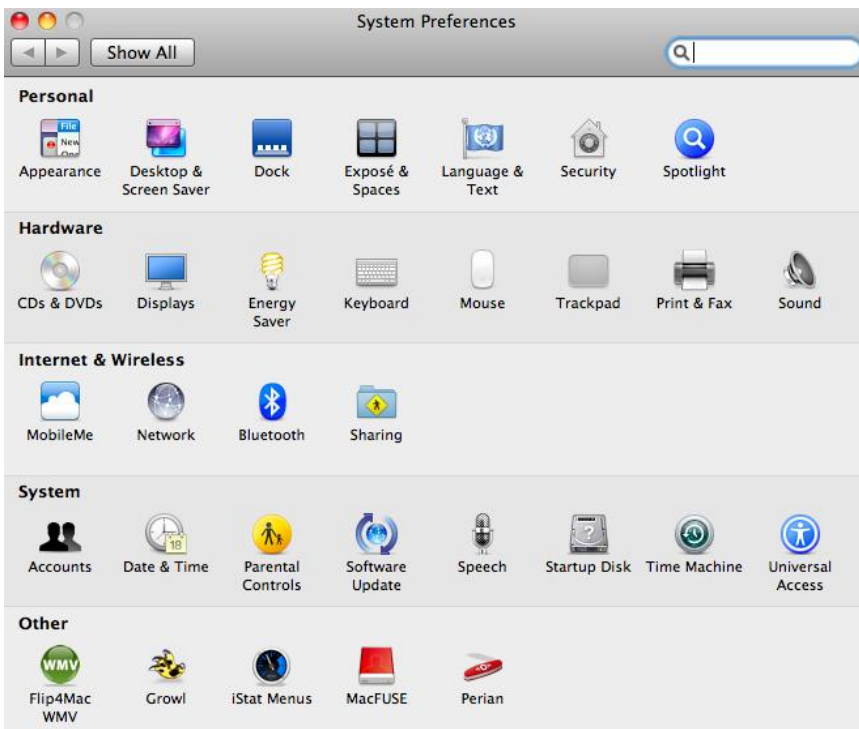 System Preferences
Show All
Personal
File
New
Appearance
Desktop &
Screen Saver
Dock
Exposé &
Spaces
Language &
Text
Security
Spotlight
Hardware
CDs & DVDs
Displays
Energy
Saver
Keyboard
Mouse
Trackpad
Print & Fax
Sound
Internet & Wireless
MobileMe
Network
Bluetooth
Sharing
System
18
?
Accounts
Date & Time
Parental
Controls
Software
Update
Speech
Startup Disk
Time Machine
Universal
Access
Other
WMV
Flip4Mac
WMV
Growl
iStat Menus
MacFUSE
Perian